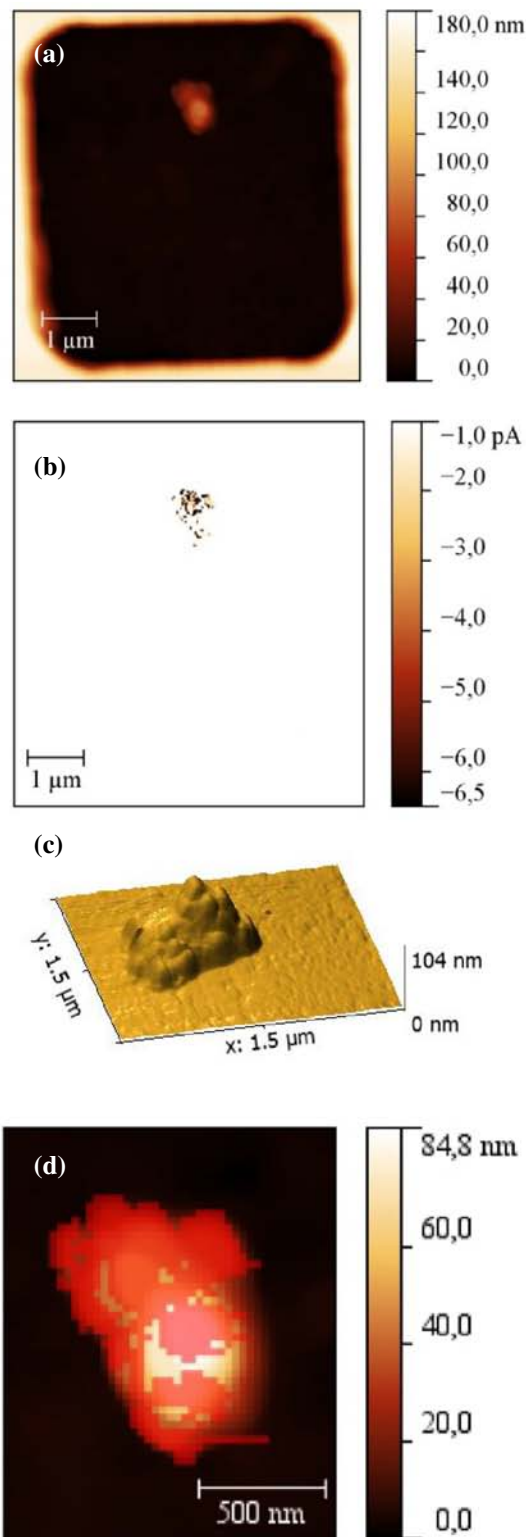 (a)
180,0 nm
140,0
120,0
100,0
80,0
60,0
40,0
20,0
0,0
1 μm
(b)
−1,0 pA
−2,0
−3,0
−4,0
−5,0
−6,0
−6,5
1 μm
(c)
y: 1.5 μm
x: 1.5 μm
104 nm
0 nm
(d)
84,8 nm
60,0
40,0
20,0
0,0
500 nm